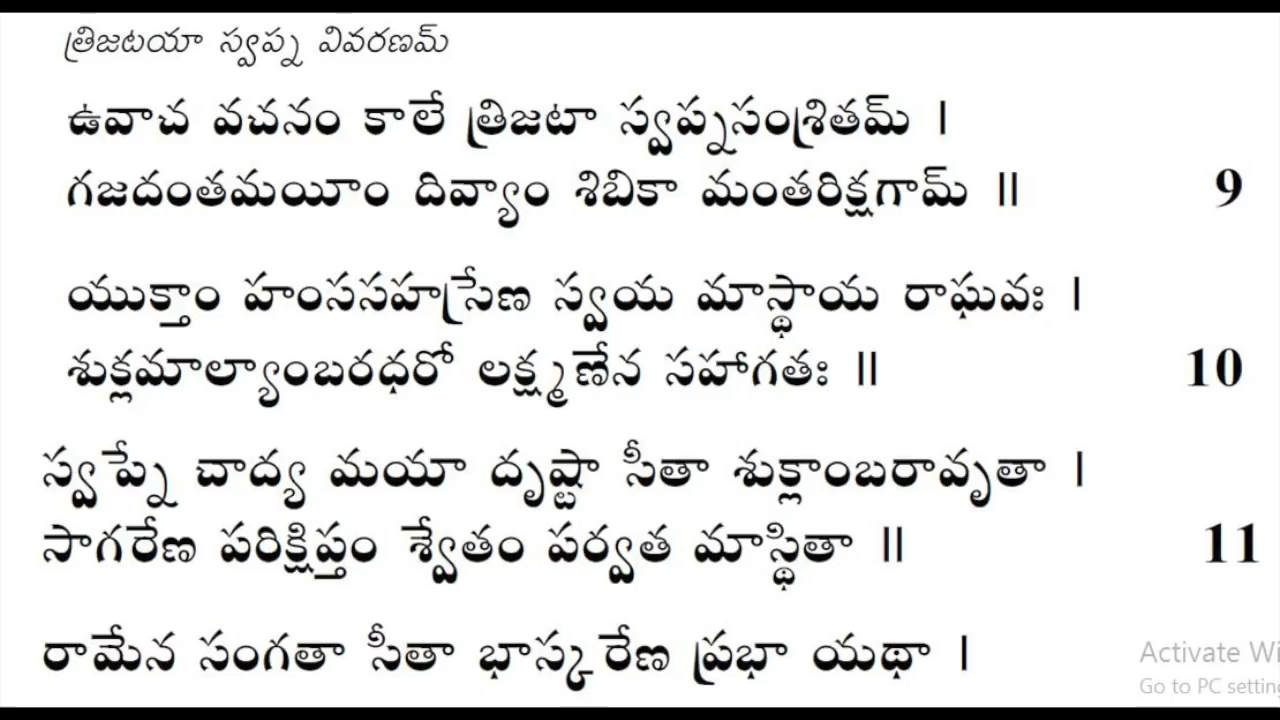 త్రిజటయా స్వప్న వివరణమ్
ఉవాచ వచనం కాలే త్రిజటా స్వప్నసంశ్రితమ్ ।
గజదంతమయీం దివ్యాం శిబికా మంతరిక్షగామ్ ॥ 9
యుక్తాం హంససహస్రేణ స్వయ మాస్థాయ రాఘవః ।
శుక్లమాల్యాంబరధరో లక్ష్మణేన సహాగతః ॥ 10
స్వప్నే చాద్య మయా దృష్టా సీతా శుక్లాంబరావృతా ।
సాగరేణ పరిక్షిప్తం శ్వేతం పర్వత మాస్థితా ॥ 11
రామేన సంగతా సీతా భాస్కరేణ ప్రభా యథా ।
Activate Wi
Go to PC setting